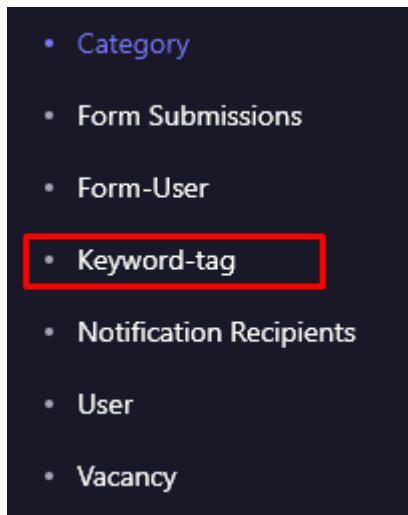 Category
Form Submissions
Form-User
Keyword-tag
Notification Recipients
User
Vacancy